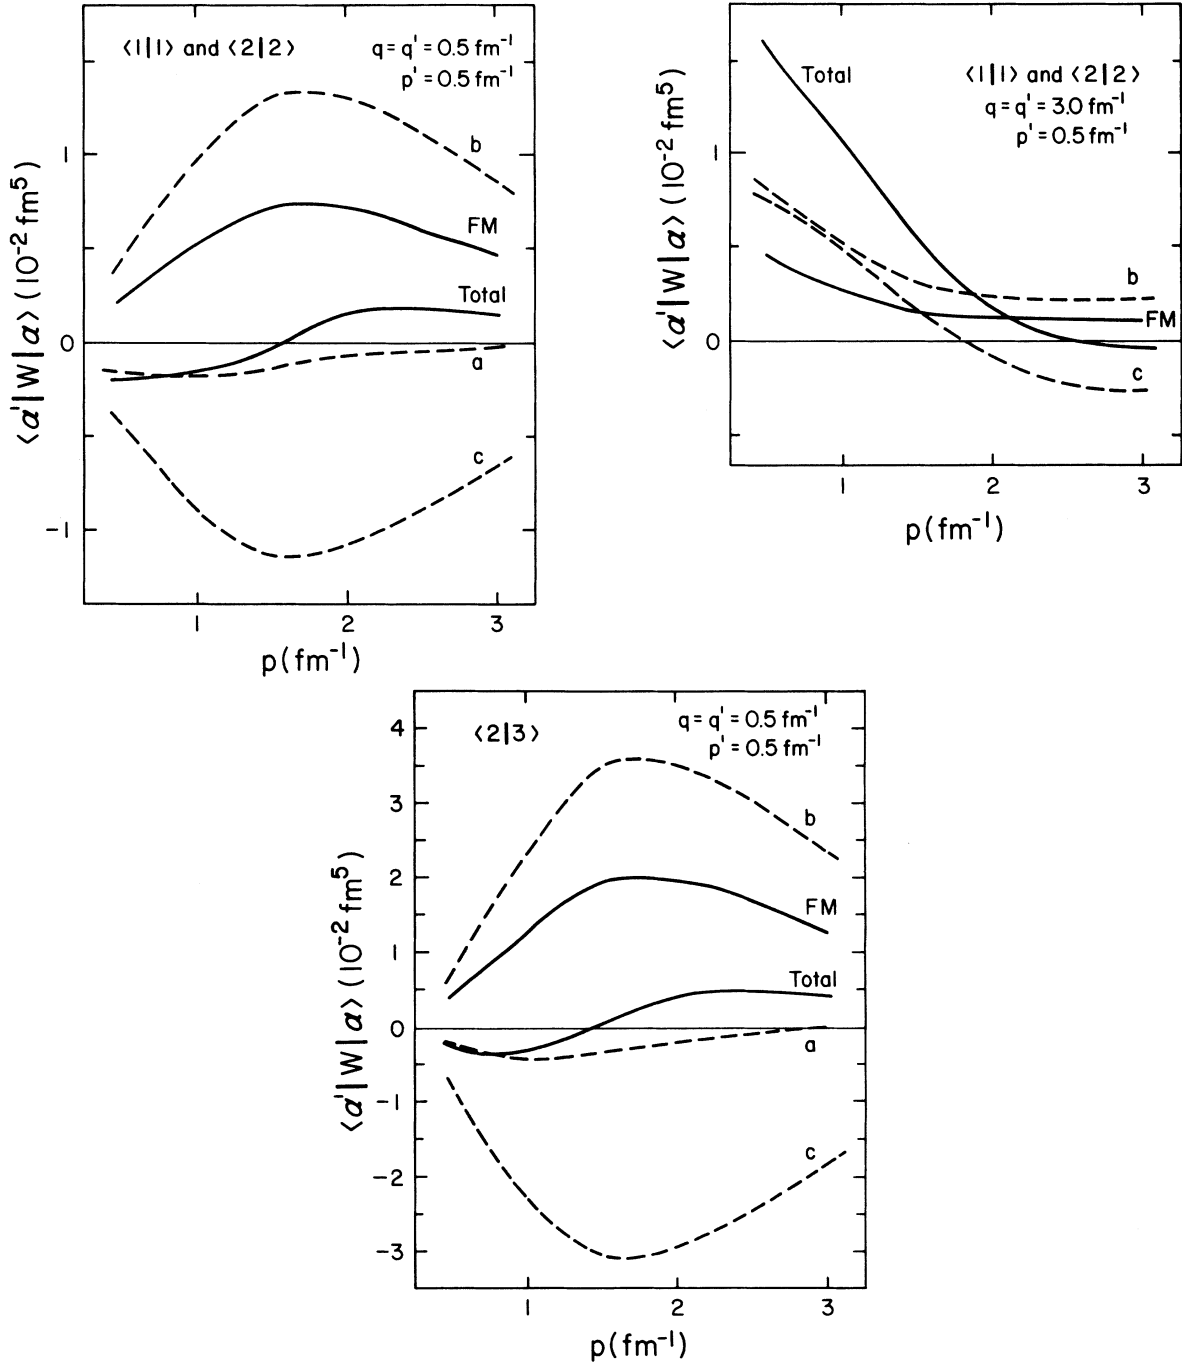 ⟨1|1⟩ and ⟨2|2⟩
q = q' = 0.5 fm⁻¹
p' = 0.5 fm⁻¹
b
FM
Total
a
c
1
0
−1
⟨α'|W|α⟩ (10⁻² fm⁵)
1 2 3
p (fm⁻¹)
Total
⟨1|1⟩ and ⟨2|2⟩
q = q' = 3.0 fm⁻¹
p' = 0.5 fm⁻¹
b
FM
c
1
0
⟨α'|W|α⟩ (10⁻² fm⁵)
1 2 3
p (fm⁻¹)
⟨2|3⟩
q = q' = 0.5 fm⁻¹
p' = 0.5 fm⁻¹
b
FM
Total
a
c
4
3
2
1
0
−1
−2
−3
⟨α'|W|α⟩ (10⁻² fm⁵)
1 2 3
p (fm⁻¹)